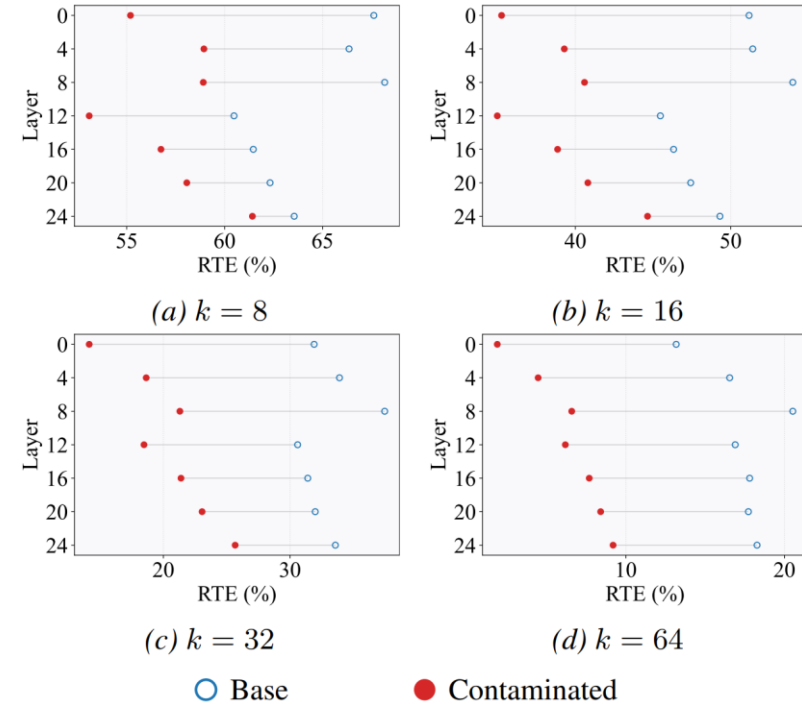 0
4
8
12
16
20
24
Layer
55 60 65
RTE (%)
(a) k = 8
0
4
8
12
16
20
24
Layer
40 50
RTE (%)
(b) k = 16
0
4
8
12
16
20
24
Layer
20 30
RTE (%)
(c) k = 32
0
4
8
12
16
20
24
Layer
10 20
RTE (%)
(d) k = 64
Base
Contaminated